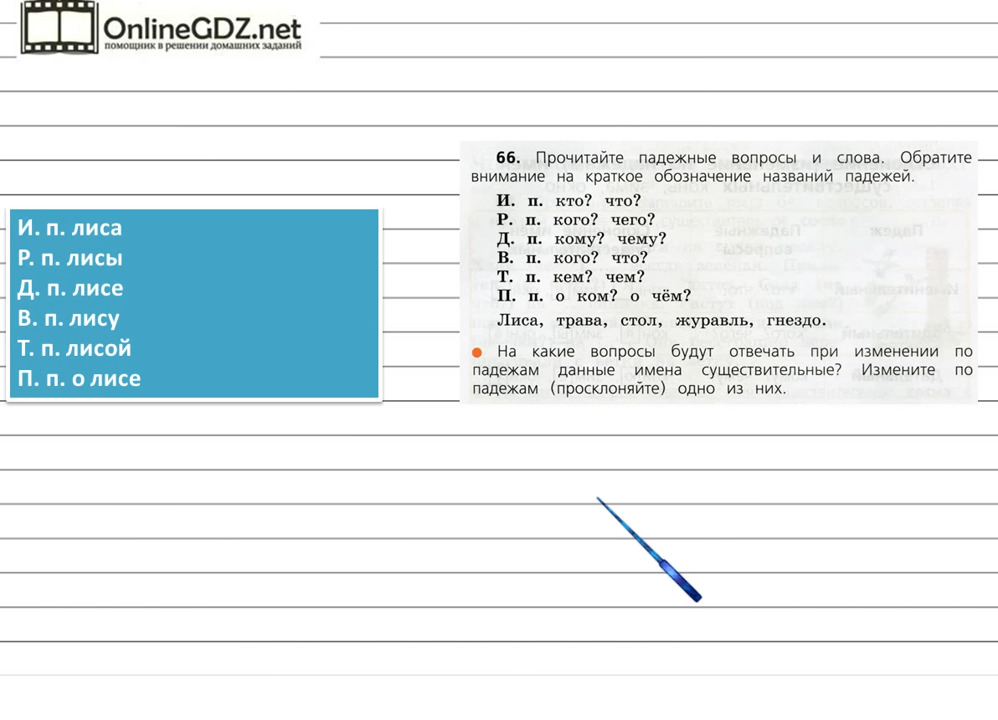 OnlineGDZ.net
помощник в решении домашних заданий
И. п. лиса
Р. п. лисы
Д. п. лисе
В. п. лису
Т. п. лисой
П. п. о лисе
66. Прочитайте падежные вопросы и слова. Обратите
внимание на краткое обозначение названий падежей.
И. п. кто? что?
Р. п. кого? чего?
Д. п. кому? чему?
В. п. кого? что?
Т. п. кем? чем?
П. п. о ком? о чём?
Лиса, трава, стол, журавль, гнездо.
На какие вопросы будут отвечать при изменении по
падежам данные имена существительные? Измените по
падежам (просклоняйте) одно из них.